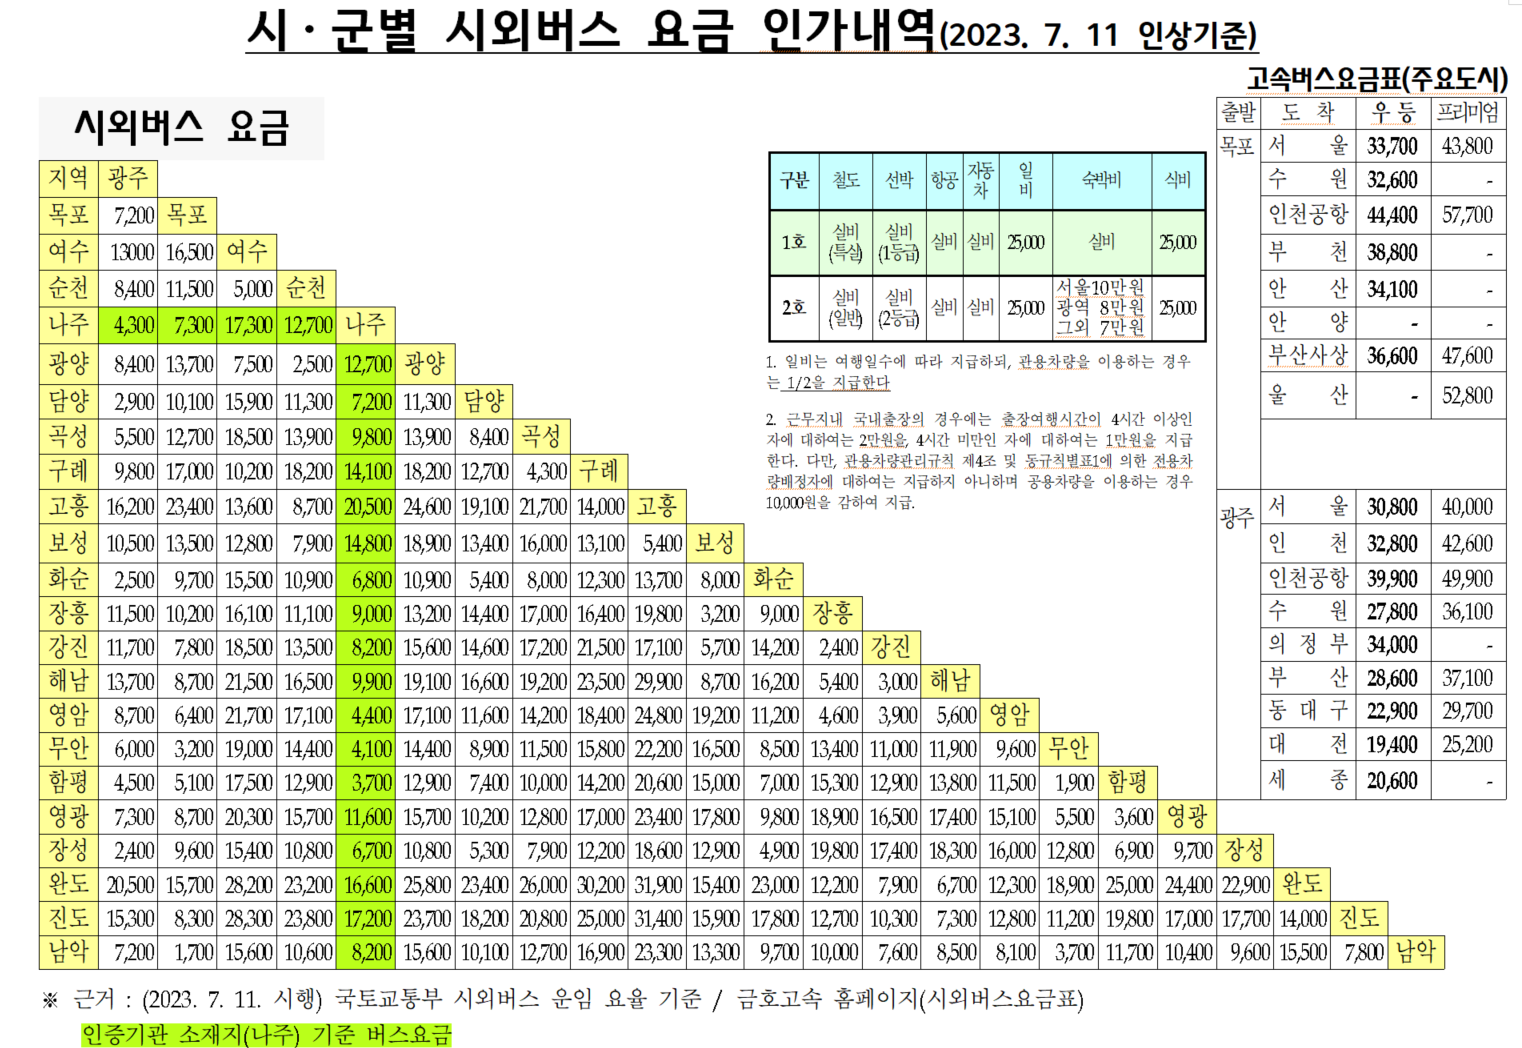 시·군별 시외버스 요금 인가내역(2023. 7. 11 인상기준)
고속버스요금표(주요도시)
시외버스 요금
지역 광주
목포 7,200 목포
여수 13000 16,500 여수
순천 8,400 11,500 5,000 순천
나주 4,300 7,300 17,300 12,700 나주
광양 8,400 13,700 7,500 2,500 12,700 광양
담양 2,900 10,100 15,900 11,300 7,200 11,300 담양
곡성 5,500 12,700 18,500 13,900 9,800 13,900 8,400 곡성
구례 9,800 17,000 10,200 18,200 14,100 18,200 12,700 4,300 구례
고흥 16,200 23,400 13,600 8,700 20,500 24,600 19,100 21,700 14,000 고흥
보성 10,500 13,500 12,800 7,900 14,800 18,900 13,400 16,000 13,100 5,400 보성
화순 2,500 9,700 15,500 10,900 6,800 10,900 5,400 8,000 12,300 13,700 8,000 화순
장흥 11,500 10,200 16,100 11,100 9,000 13,200 14,400 17,000 16,400 19,800 3,200 9,000 장흥
강진 11,700 7,800 18,500 13,500 8,200 15,600 14,600 17,200 21,500 17,100 5,700 14,200 2,400 강진
해남 13,700 8,700 21,500 16,500 9,900 19,100 16,600 19,200 23,500 29,900 8,700 16,200 5,400 3,000 해남
영암 8,700 6,400 21,700 17,100 4,400 17,100 11,600 14,200 18,400 24,800 19,200 11,200 4,600 3,900 5,600 영암
무안 6,000 3,200 19,000 14,400 4,100 14,400 8,900 11,500 15,800 22,200 16,500 8,500 13,400 11,000 11,900 9,600 무안
함평 4,500 5,100 17,500 12,900 3,700 12,900 7,400 10,000 14,200 20,600 15,000 7,000 15,300 12,900 13,800 11,500 1,900 함평
영광 7,300 8,700 20,300 15,700 11,600 15,700 10,200 12,800 17,000 23,400 17,800 9,800 18,900 16,500 17,400 15,100 5,500 3,600 영광
장성 2,400 9,600 15,400 10,800 6,700 10,800 5,300 7,900 12,200 18,600 12,900 4,900 19,800 17,400 18,300 16,000 12,800 6,900 9,700 장성
완도 20,500 15,700 28,200 23,200 16,600 25,800 23,400 26,000 30,200 31,900 15,400 23,000 12,200 7,900 6,700 12,300 18,900 25,000 24,400 22,900 완도
진도 15,300 8,300 28,300 23,800 17,200 23,700 18,200 20,800 25,000 31,400 15,900 17,800 12,700 10,300 7,300 12,800 11,200 19,800 17,000 17,700 14,000 진도
남악 7,200 1,700 15,600 10,600 8,200 15,600 10,100 12,700 16,900 23,300 13,300 9,700 10,000 7,600 8,500 8,100 3,700 11,700 10,400 9,600 15,500 7,800 남악
구분 철도 선박 항공 자동차 일비 숙박비 식비
1호 실비(특실) 실비(1등급) 실비 실비 25,000 실비 25,000
2호 실비(일반) 실비(2등급) 실비 실비 25,000 서울10만원 광역 8만원 그외 7만원 25,000
1. 일비는 여행일수에 따라 지급하되, 관용차량을 이용하는 경우
는 1/2을 지급한다
2. 근무지내 국내출장의 경우에는 출장여행시간이 4시간 이상인
자에 대하여는 2만원을, 4시간 미만인 자에 대하여는 1만원을 지급
한다. 다만, 관용차량관리규칙 제4조 및 동규칙별표1에 의한 전용차
량배정자에 대하여는 지급하지 아니하며 공용차량을 이용하는 경우
10,000원을 감하여 지급.
출발 도 착 우등 프리미엄
목포 서 울 33,700 43,800
수 원 32,600 -
인천공항 44,400 57,700
부 천 38,800 -
안 산 34,100 -
안 양 - -
부산사상 36,600 47,600
울 산 - 52,800
광주 서 울 30,800 40,000
인 천 32,800 42,600
인천공항 39,900 49,900
수 원 27,800 36,100
의 정 부 34,000 -
부 산 28,600 37,100
동 대 구 22,900 29,700
대 전 19,400 25,200
세 종 20,600 -
※ 근거 : (2023. 7. 11. 시행) 국토교통부 시외버스 운임 요율 기준 / 금호고속 홈페이지(시외버스요금표)
인증기관 소재지(나주) 기준 버스요금